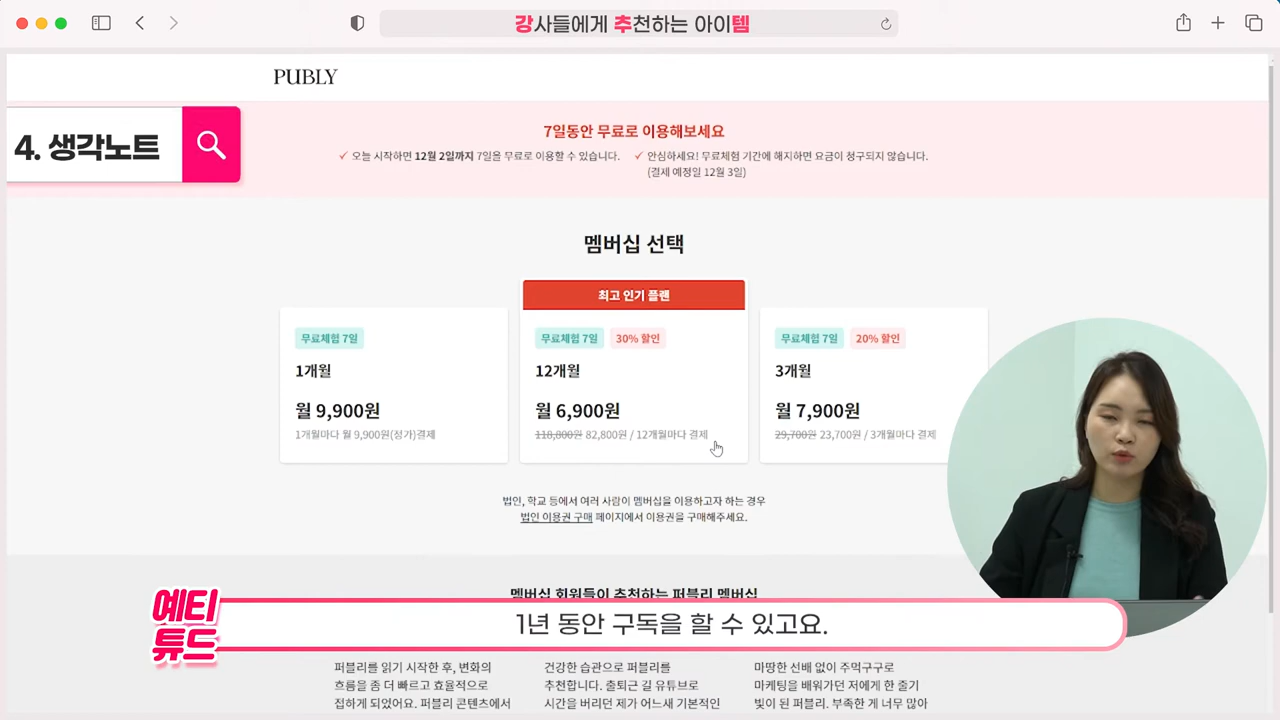 강사들에게 추천하는 아이템
PUBLY
4. 생각노트
7일동안 무료로 이용해보세요
✓ 오늘 시작하면 12월 2일까지 7일을 무료로 이용할 수 있습니다.
✓ 안심하세요! 무료체험 기간에 해지하면 요금이 청구되지 않습니다.
(결제 예정일 12월 3일)
멤버십 선택
최고 인기 플랜
무료체험 7일
1개월
월 9,900원
1개월마다 월 9,900원(정가)결제
무료체험 7일 30% 할인
12개월
월 6,900원
118,800원 82,800원 / 12개월마다 결제
무료체험 7일 20% 할인
3개월
월 7,900원
29,700원 23,700원 / 3개월마다 결제
법인, 학교 등에서 여러 사람이 멤버십을 이용하고자 하는 경우
법인 이용권 구매 페이지에서 이용권을 구매해주세요.
멤버십 회원들이 추천하는 퍼블리 멤버십
예티
튜드
1년 동안 구독을 할 수 있고요.
퍼블리를 읽기 시작한 후, 변화의
흐름을 좀 더 빠르고 효율적으로
접하게 되었어요. 퍼블리 콘텐츠에서
건강한 습관으로 퍼블리를
추천합니다. 출퇴근 길 유튜브로
시간을 버리던 제가 어느새 기본적인
마땅한 선배 없이 주먹구구로
마케팅을 배워가던 저에게 한 줄기
빛이 된 퍼블리. 부족한 게 너무 많아